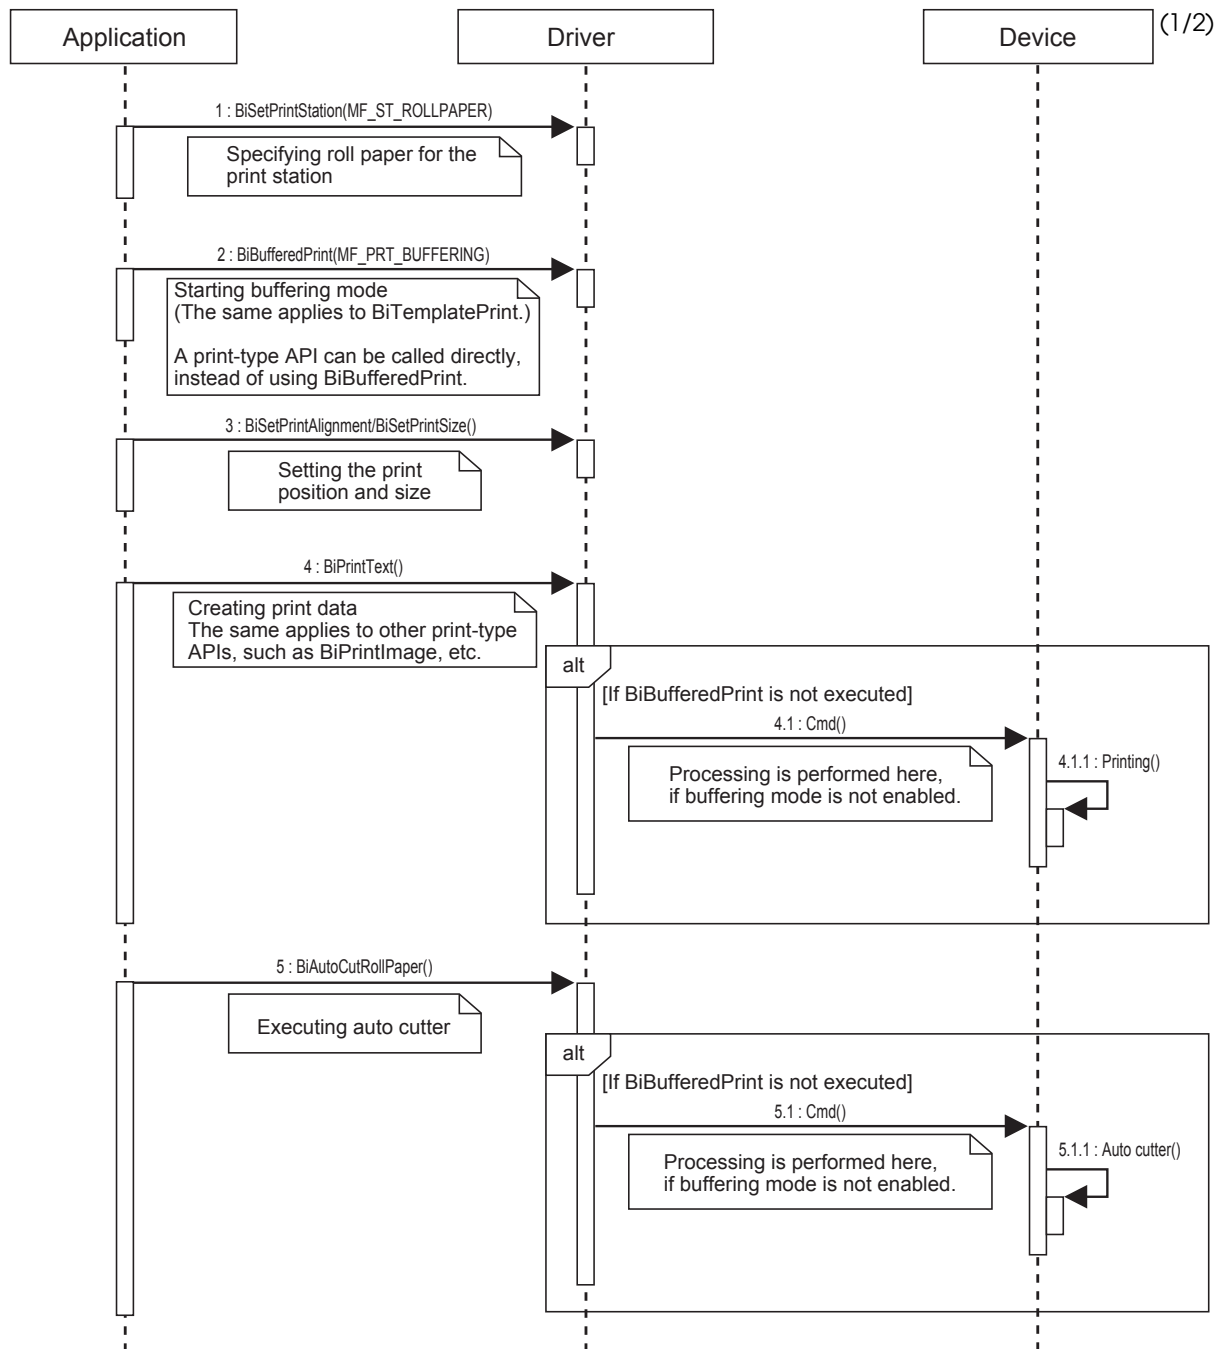 Application
Driver
Device
(1/2)
1 : BiSetPrintStation(MF_ST_ROLLPAPER)
Specifying roll paper for the
print station
2 : BiBufferedPrint(MF_PRT_BUFFERING)
Starting buffering mode
(The same applies to BiTemplatePrint.)
A print-type API can be called directly,
instead of using BiBufferedPrint.
3 : BiSetPrintAlignment/BiSetPrintSize()
Setting the print
position and size
4 : BiPrintText()
Creating print data
The same applies to other print-type
APIs, such as BiPrintImage, etc.
alt
[If BiBufferedPrint is not executed]
4.1 : Cmd()
Processing is performed here,
if buffering mode is not enabled.
4.1.1 : Printing()
5 : BiAutoCutRollPaper()
Executing auto cutter
alt
[If BiBufferedPrint is not executed]
5.1 : Cmd()
Processing is performed here,
if buffering mode is not enabled.
5.1.1 : Auto cutter()